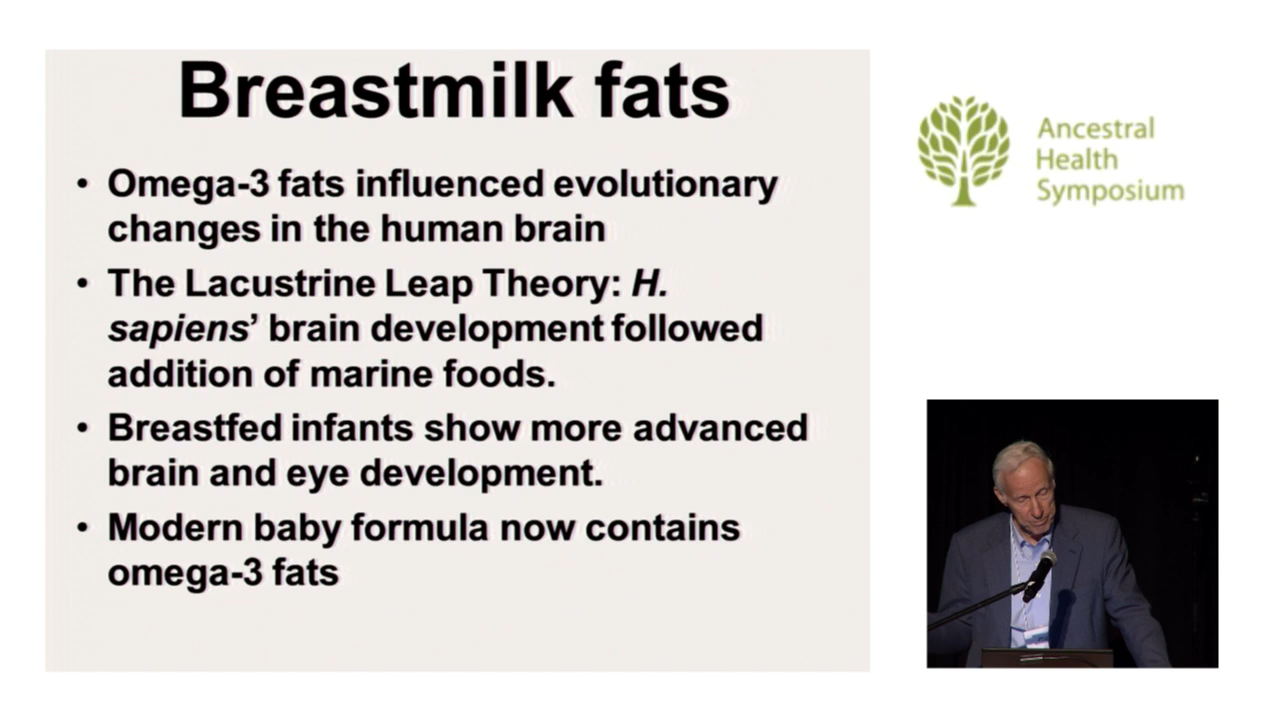 Breastmilk fats
• Omega-3 fats influenced evolutionary
changes in the human brain
• The Lacustrine Leap Theory: H.
sapiens’ brain development followed
addition of marine foods.
• Breastfed infants show more advanced
brain and eye development.
• Modern baby formula now contains
omega-3 fats
Ancestral
Health
Symposium